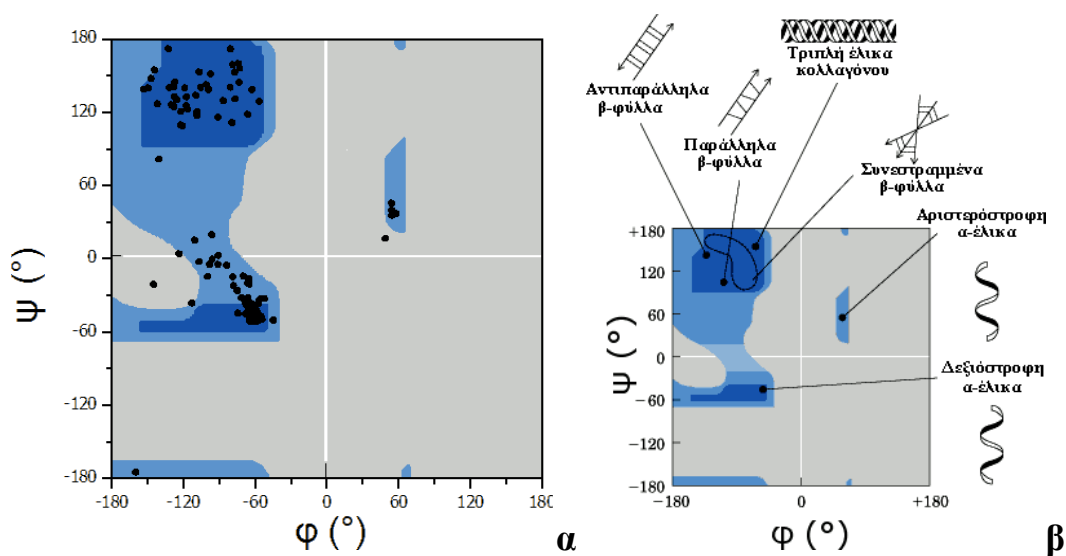 180
120
60
0
-60
-120
-180
-180
-120
-60
0
60
120
180
ψ (°)
φ (°)
α
Τριπλή έλικα
κολλαγόνου
Αντιπαράλληλα
β-φύλλα
Παράλληλα
β-φύλλα
Συνεστραμμένα
β-φύλλα
Αριστερόστροφη
α-έλικα
Δεξιόστροφη
α-έλικα
+180
120
60
0
−60
−120
−180
−180
0
+180
ψ (°)
φ (°)
β